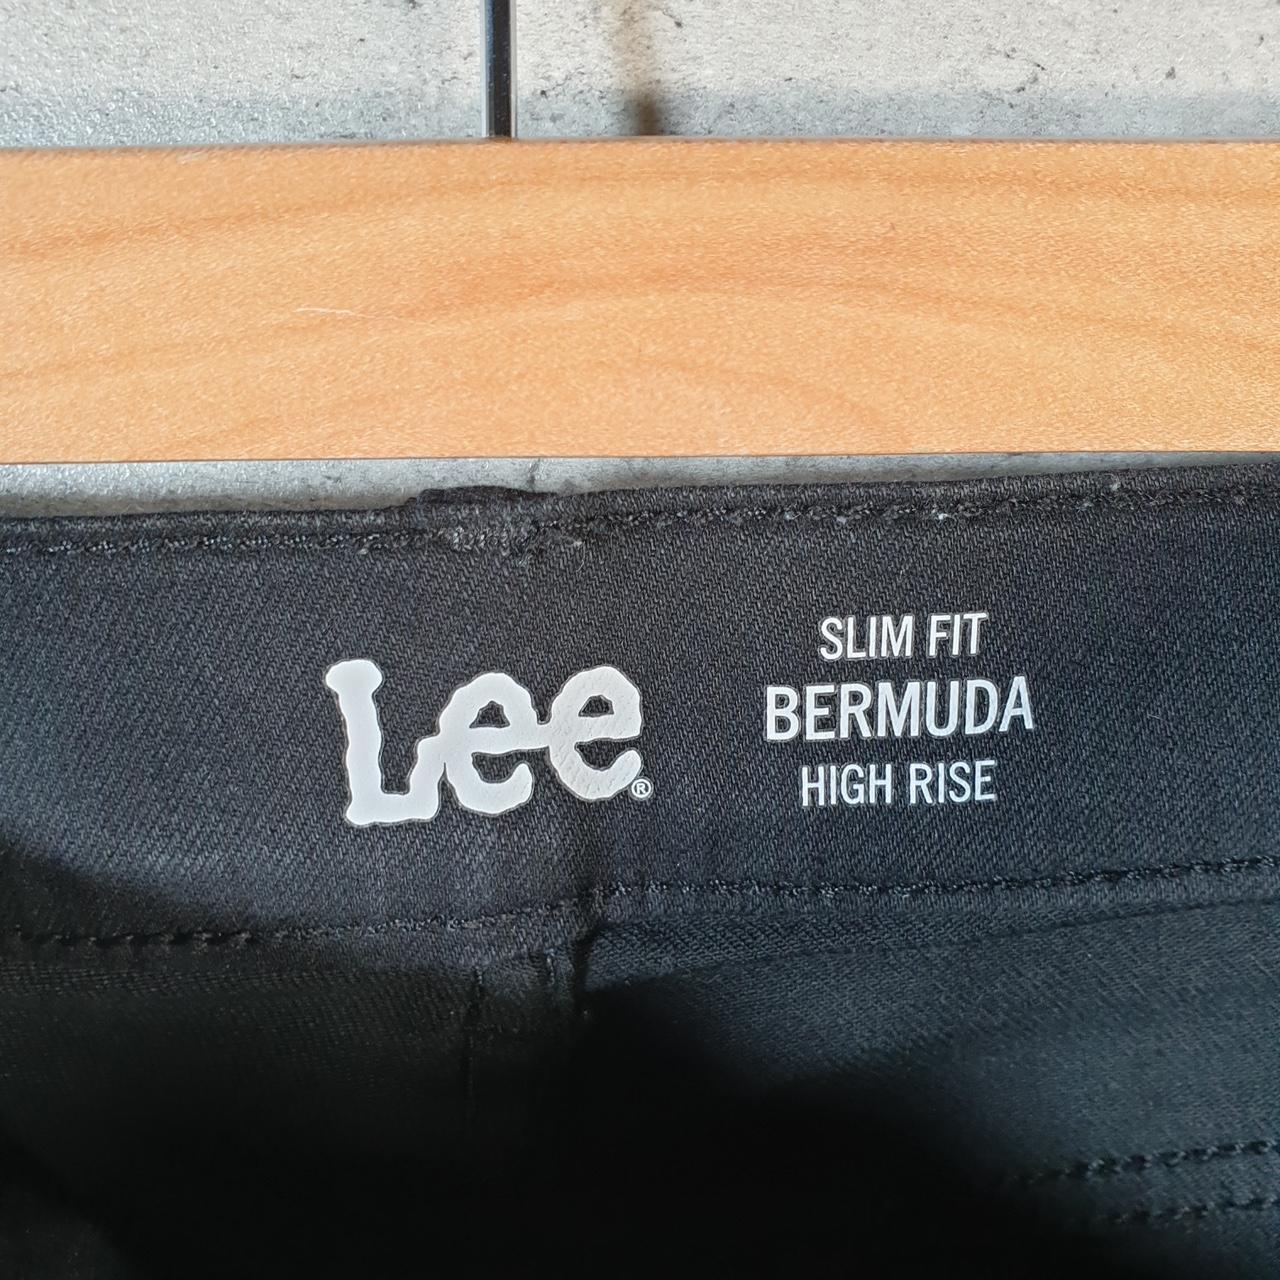 Lee®
SLIM FIT
BERMUDA
HIGH RISE